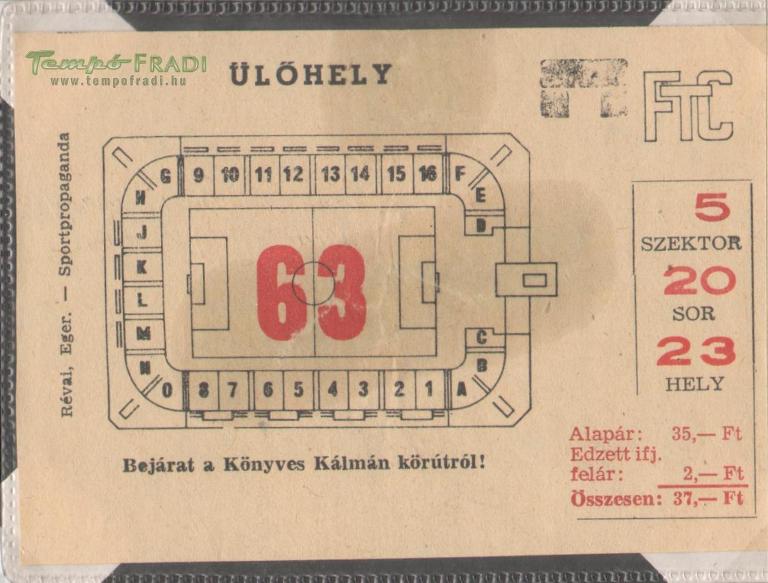 Tempó FRADI
www.tempofradi.hu
ÜLŐHELY
FTC
Révai, Eger. — Sportpropaganda
G 9 10 11 12 13 14 15 16 F
H E
J D
K
L
M C
N B
O 8 7 6 5 4 3 2 1 A
63
5
SZEKTOR
20
SOR
23
HELY
Bejárat a Könyves Kálmán körútról!
Alapár: 35,— Ft
Edzett ifj.
felár: 2,— Ft
Összesen: 37,— Ft